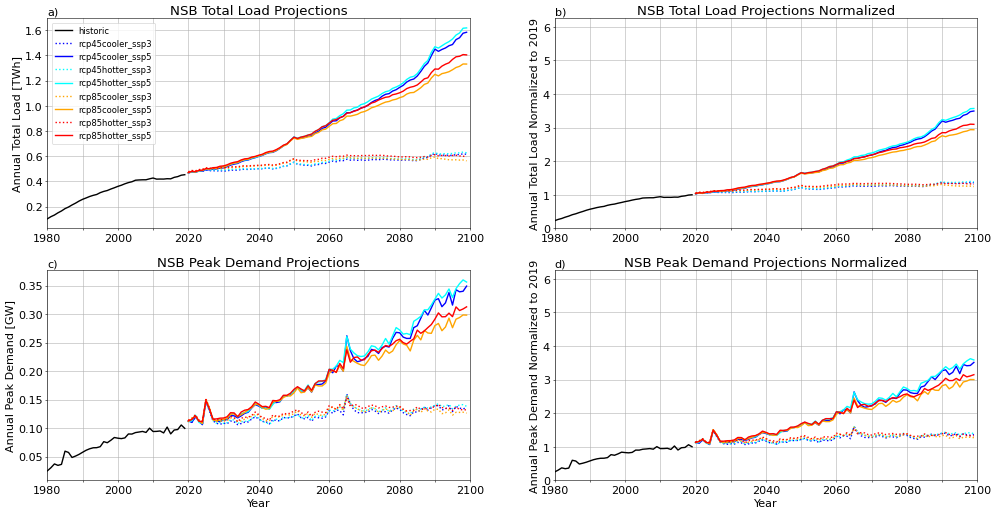 a) NSB Total Load Projections
Annual Total Load [TWh]
1.6
1.4
1.2
1.0
0.8
0.6
0.4
0.2
historic
rcp45cooler_ssp3
rcp45cooler_ssp5
rcp45hotter_ssp3
rcp45hotter_ssp5
rcp85cooler_ssp3
rcp85cooler_ssp5
rcp85hotter_ssp3
rcp85hotter_ssp5
1980 2000 2020 2040 2060 2080 2100
b) NSB Total Load Projections Normalized
Annual Total Load Normalized to 2019
6
5
4
3
2
1
0
1980 2000 2020 2040 2060 2080 2100
c) NSB Peak Demand Projections
Annual Peak Demand [GW]
0.35
0.30
0.25
0.20
0.15
0.10
0.05
1980 2000 2020 2040 2060 2080 2100
Year
d) NSB Peak Demand Projections Normalized
Annual Peak Demand Normalized to 2019
6
5
4
3
2
1
0
1980 2000 2020 2040 2060 2080 2100
Year